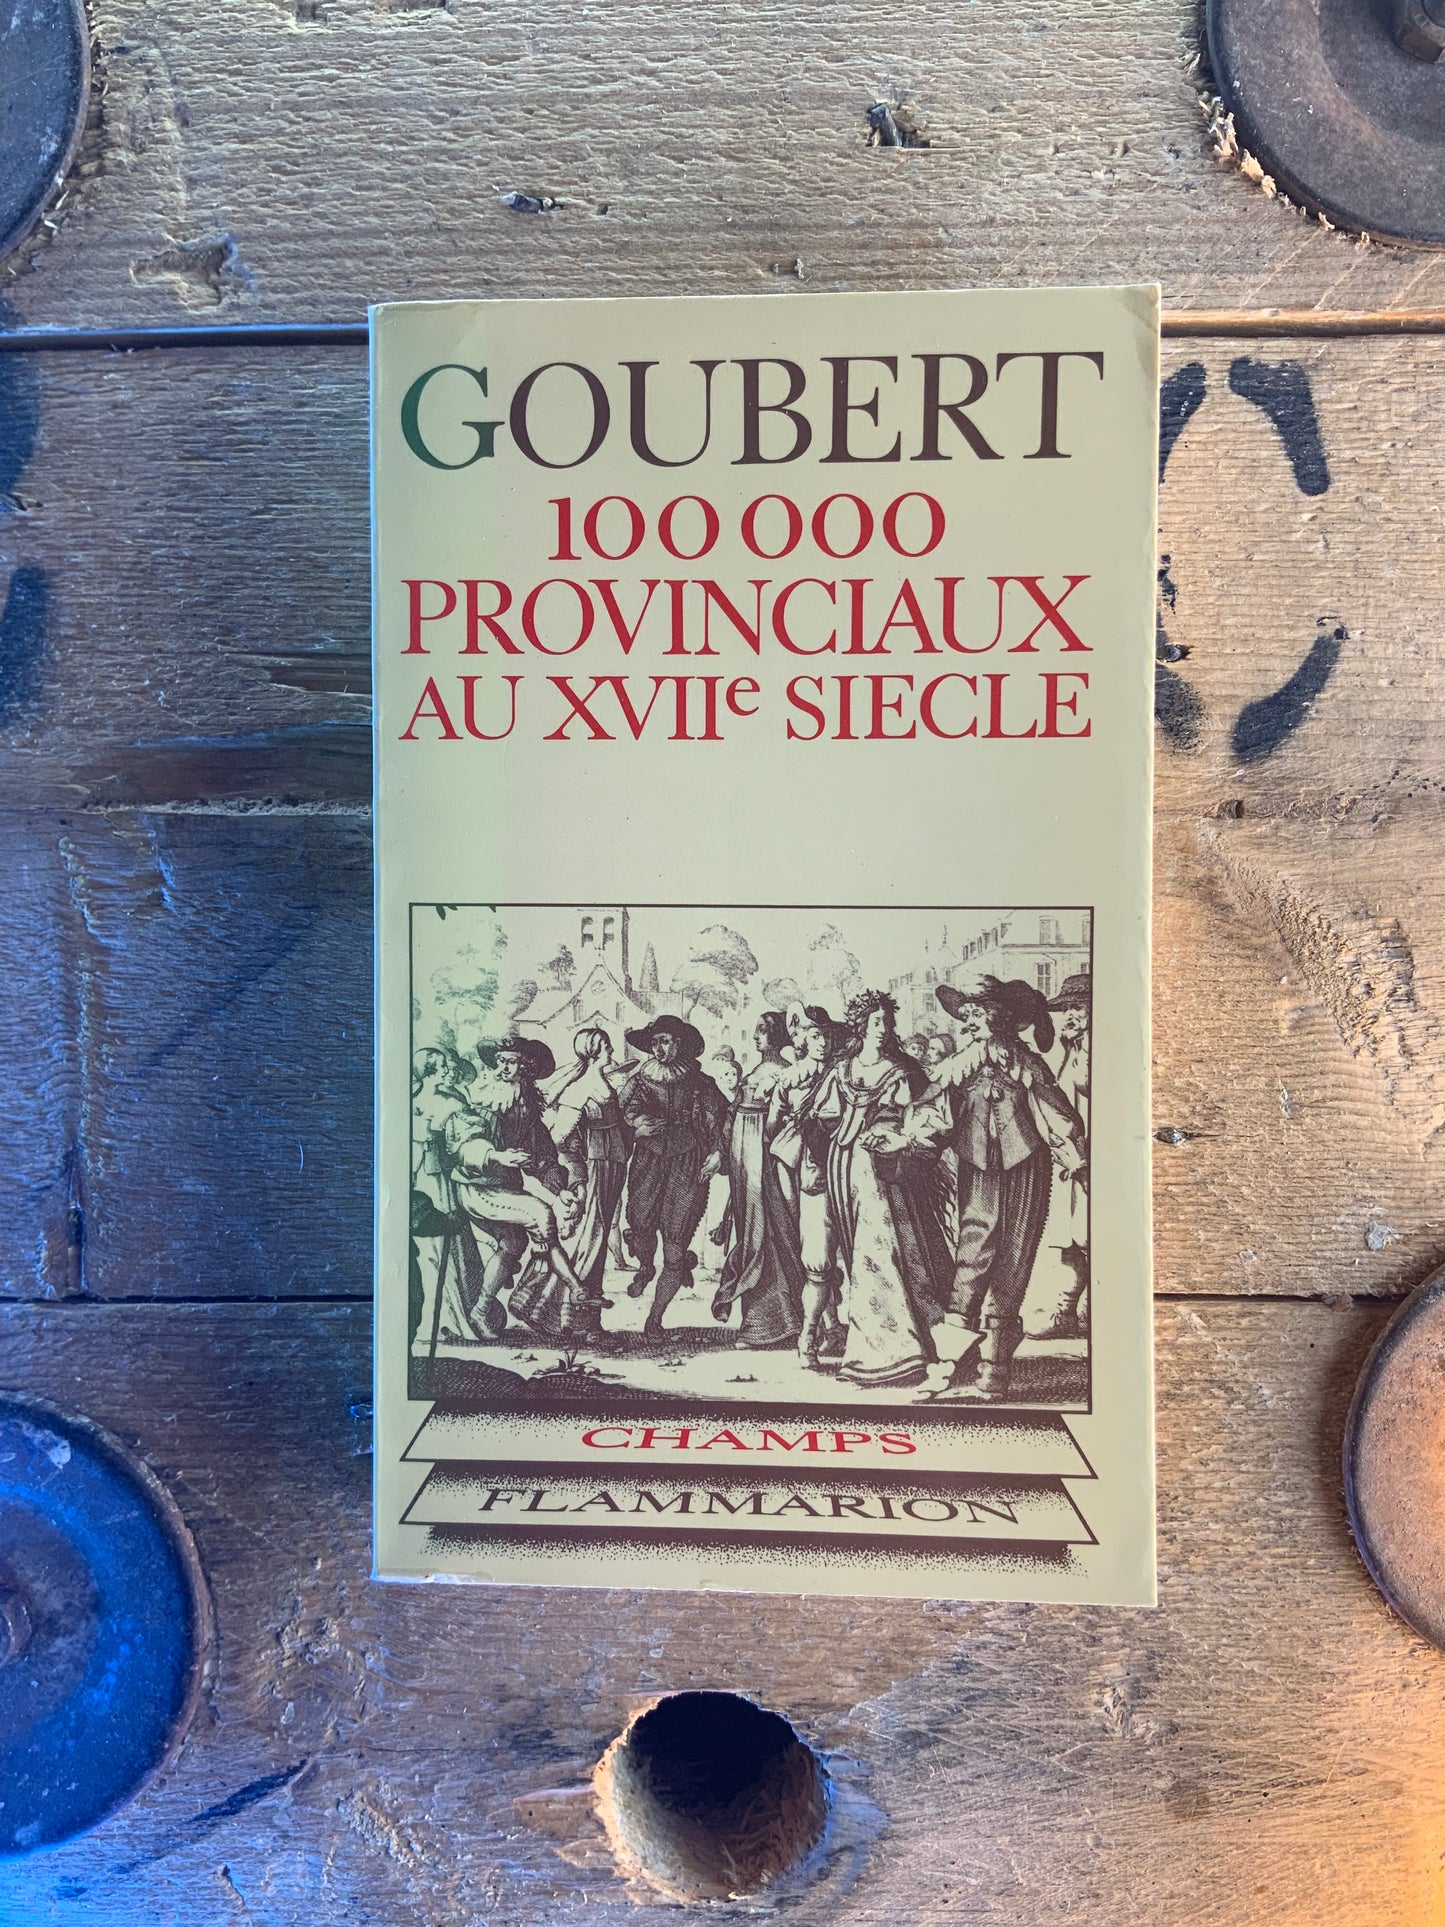 GOUBERT
100 000
PROVINCIAUX
AU XVIIe SIECLE
CHAMPS
FLAMMARION